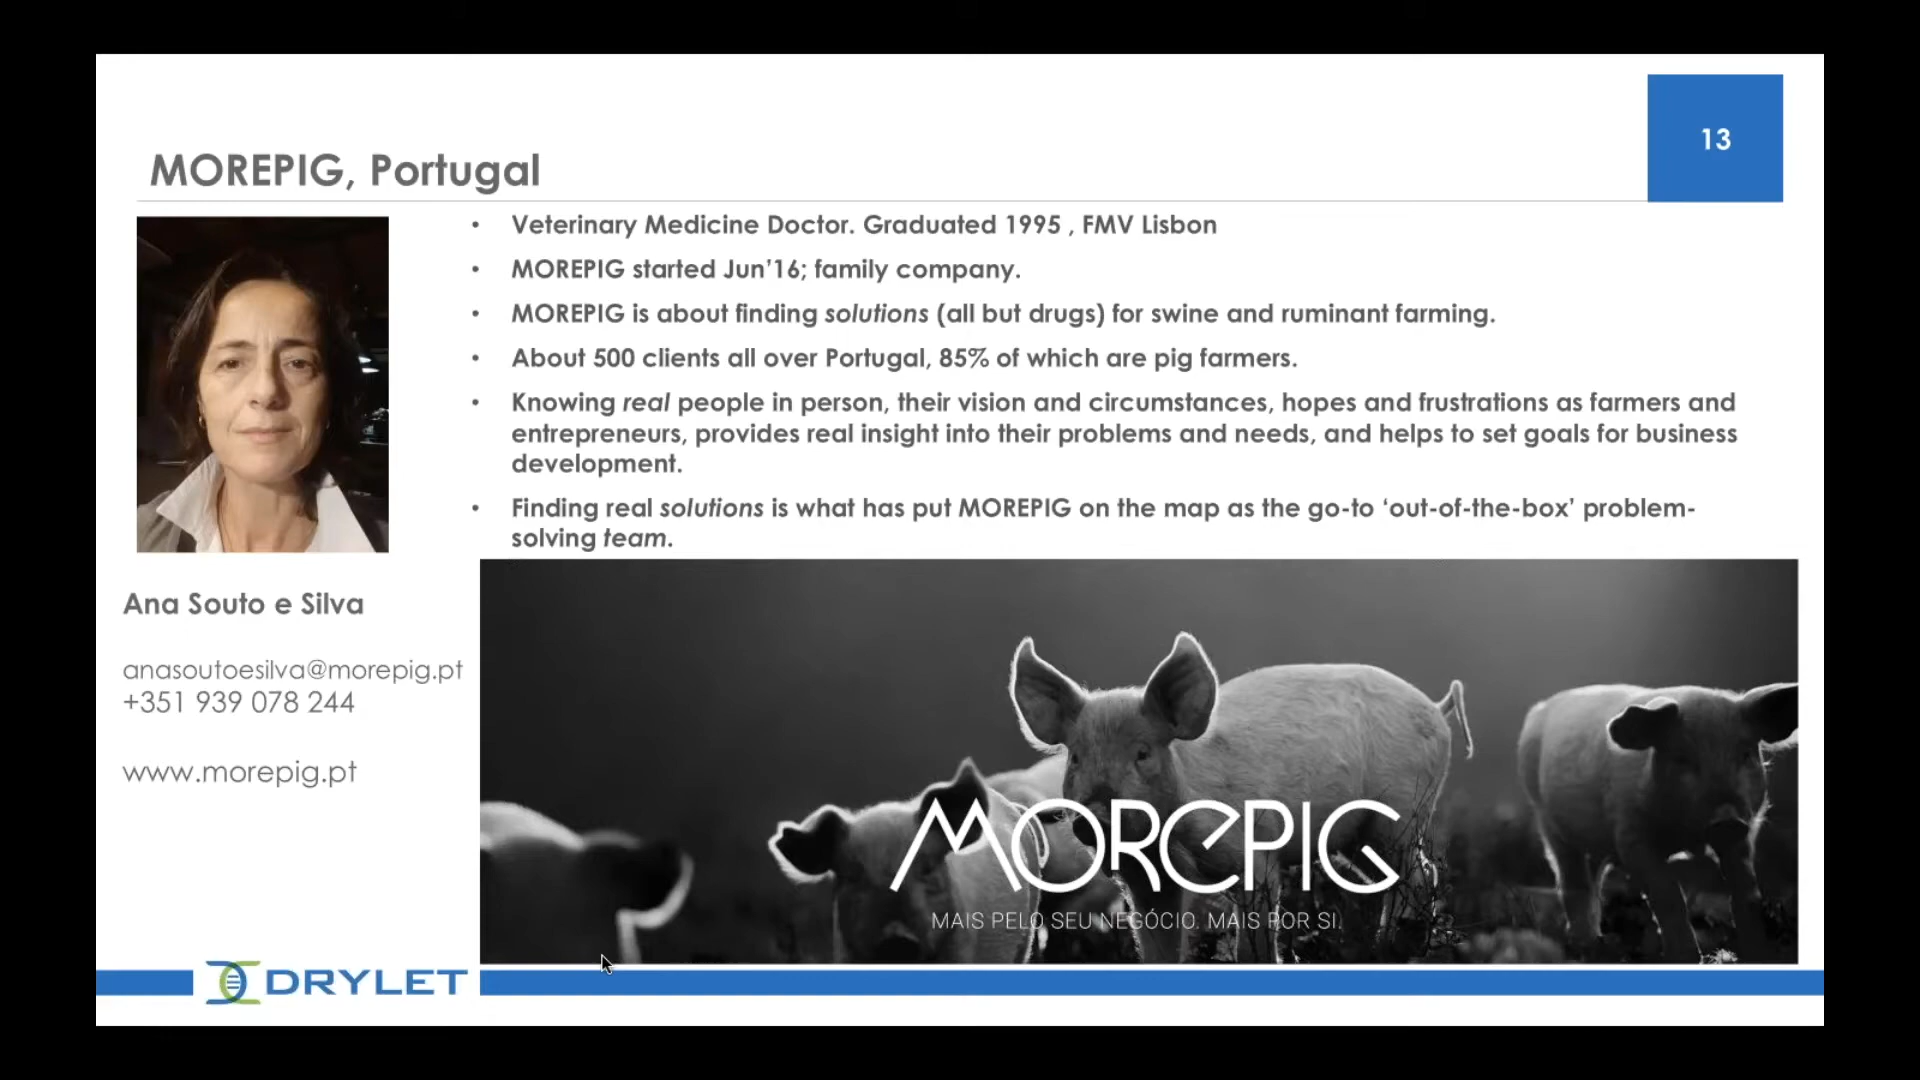 13
MOREPIG, Portugal
• Veterinary Medicine Doctor. Graduated 1995 , FMV Lisbon
• MOREPIG started Jun’16; family company.
• MOREPIG is about finding solutions (all but drugs) for swine and ruminant farming.
• About 500 clients all over Portugal, 85% of which are pig farmers.
• Knowing real people in person, their vision and circumstances, hopes and frustrations as farmers and
entrepreneurs, provides real insight into their problems and needs, and helps to set goals for business
development.
• Finding real solutions is what has put MOREPIG on the map as the go-to ‘out-of-the-box’ problem-
solving team.
Ana Souto e Silva
anasoutoesilva@morepig.pt
+351 939 078 244
www.morepig.pt
MOREPIG
MAIS PELO SEU NEGÓCIO. MAIS POR SI.
DRYLET